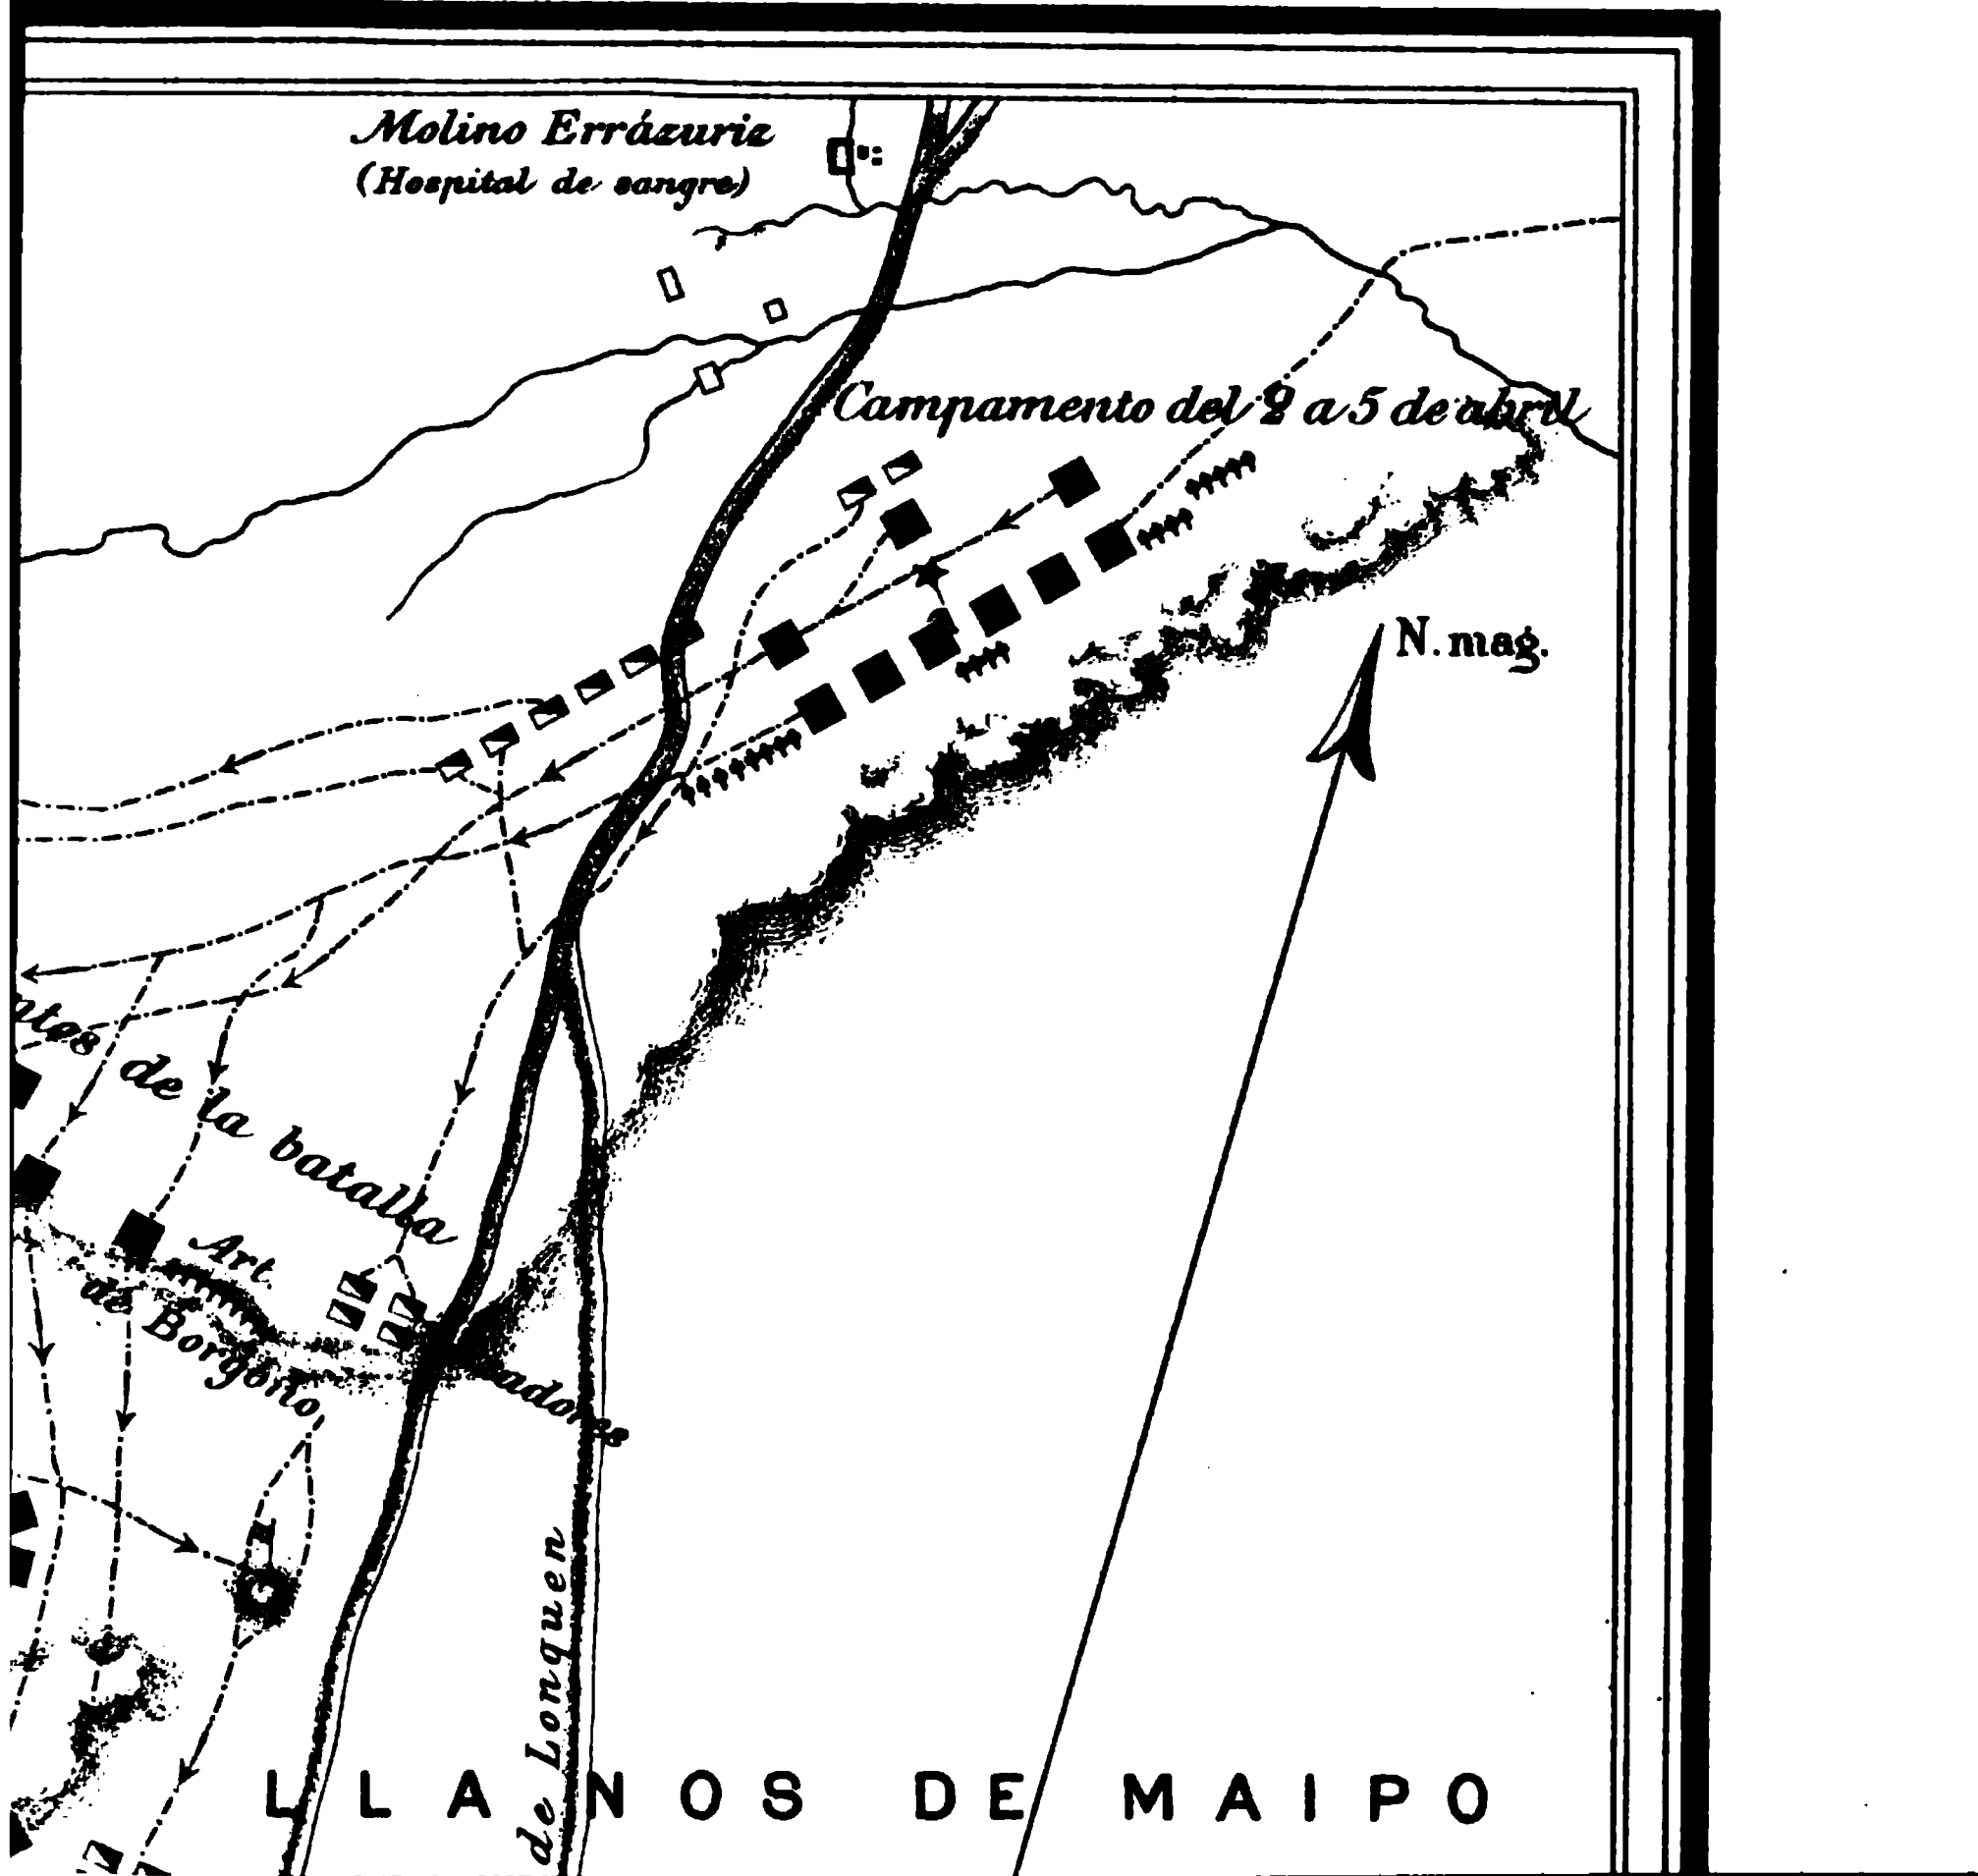 Molino Errázuriz
(Hospital de sangre)
Campamento del 2 a 5 de abril
N. mag.
de la batalla
Art.
de Borgoño
de Lonquen
LLANOS DE MAIPO